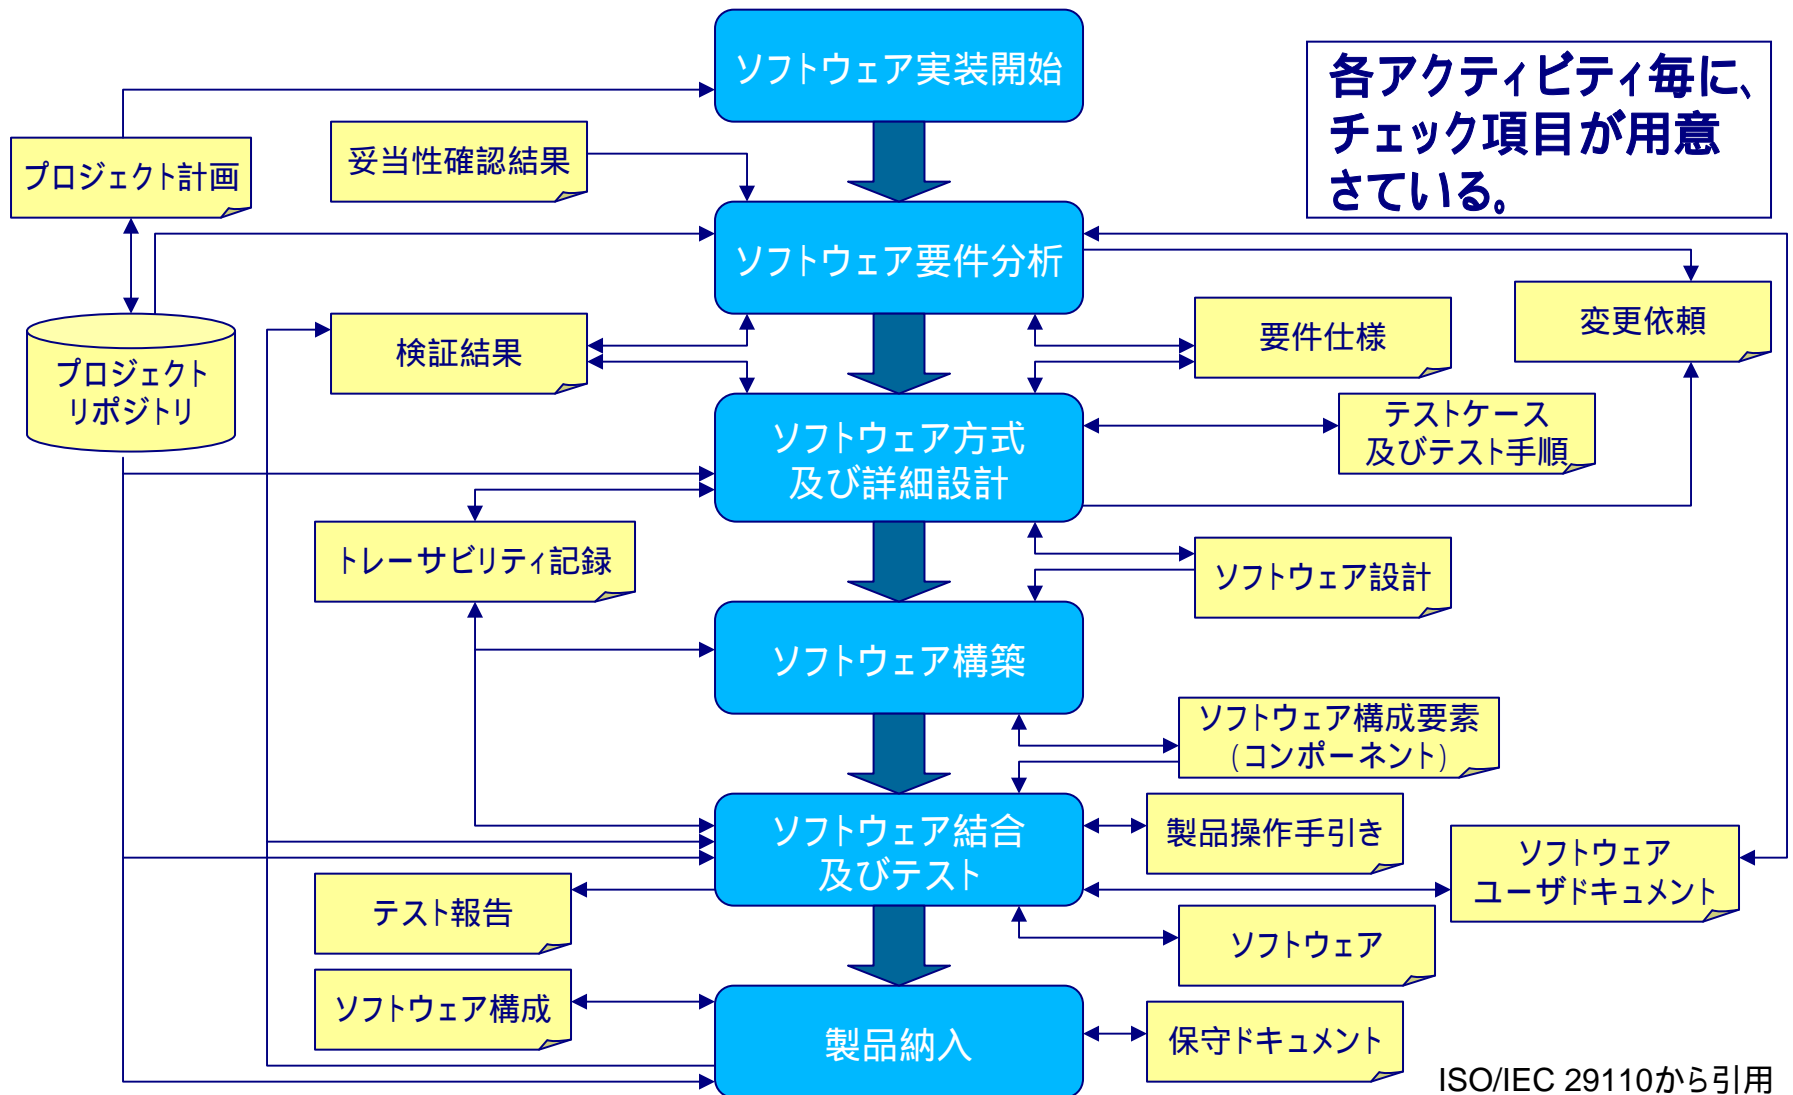 ソフトウェア実装開始
各アクティビティ毎に、
チェック項目が用意
さている。
プロジェクト計画
妥当性確認結果
ソフトウェア要件分析
変更依頼
要件仕様
検証結果
プロジェクト
リポジトリ
ソフトウェア方式
及び詳細設計
テストケース
及びテスト手順
トレーサビリティ記録
ソフトウェア設計
ソフトウェア構築
ソフトウェア構成要素
(コンポーネント)
ソフトウェア結合
及びテスト
製品操作手引き
ソフトウェア
ユーザドキュメント
テスト報告
ソフトウェア
ソフトウェア構成
製品納入
保守ドキュメント
ISO/IEC 29110から引用